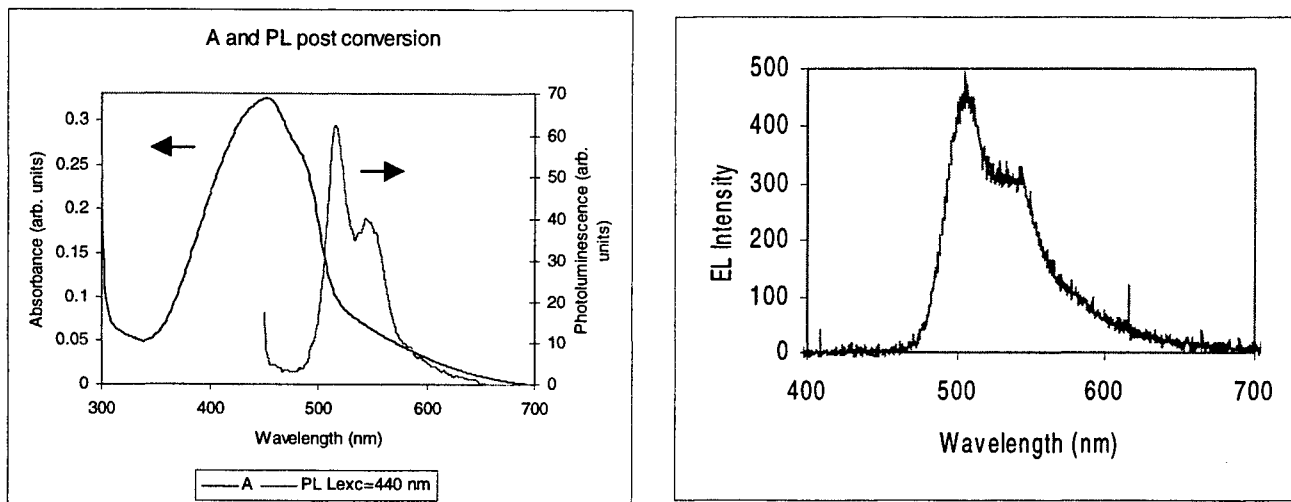 A and PL post conversion
Absorbance (arb. units)
0.3
0.25
0.2
0.15
0.1
0.05
0
70
60
50
40
30
20
10
0
Photoluminescence (arb.
units)
300 400 500 600 700
Wavelength (nm)
A PL Lexc=440 nm
EL Intensity
500
400
300
200
100
0
400 500 600 700
Wavelength (nm)